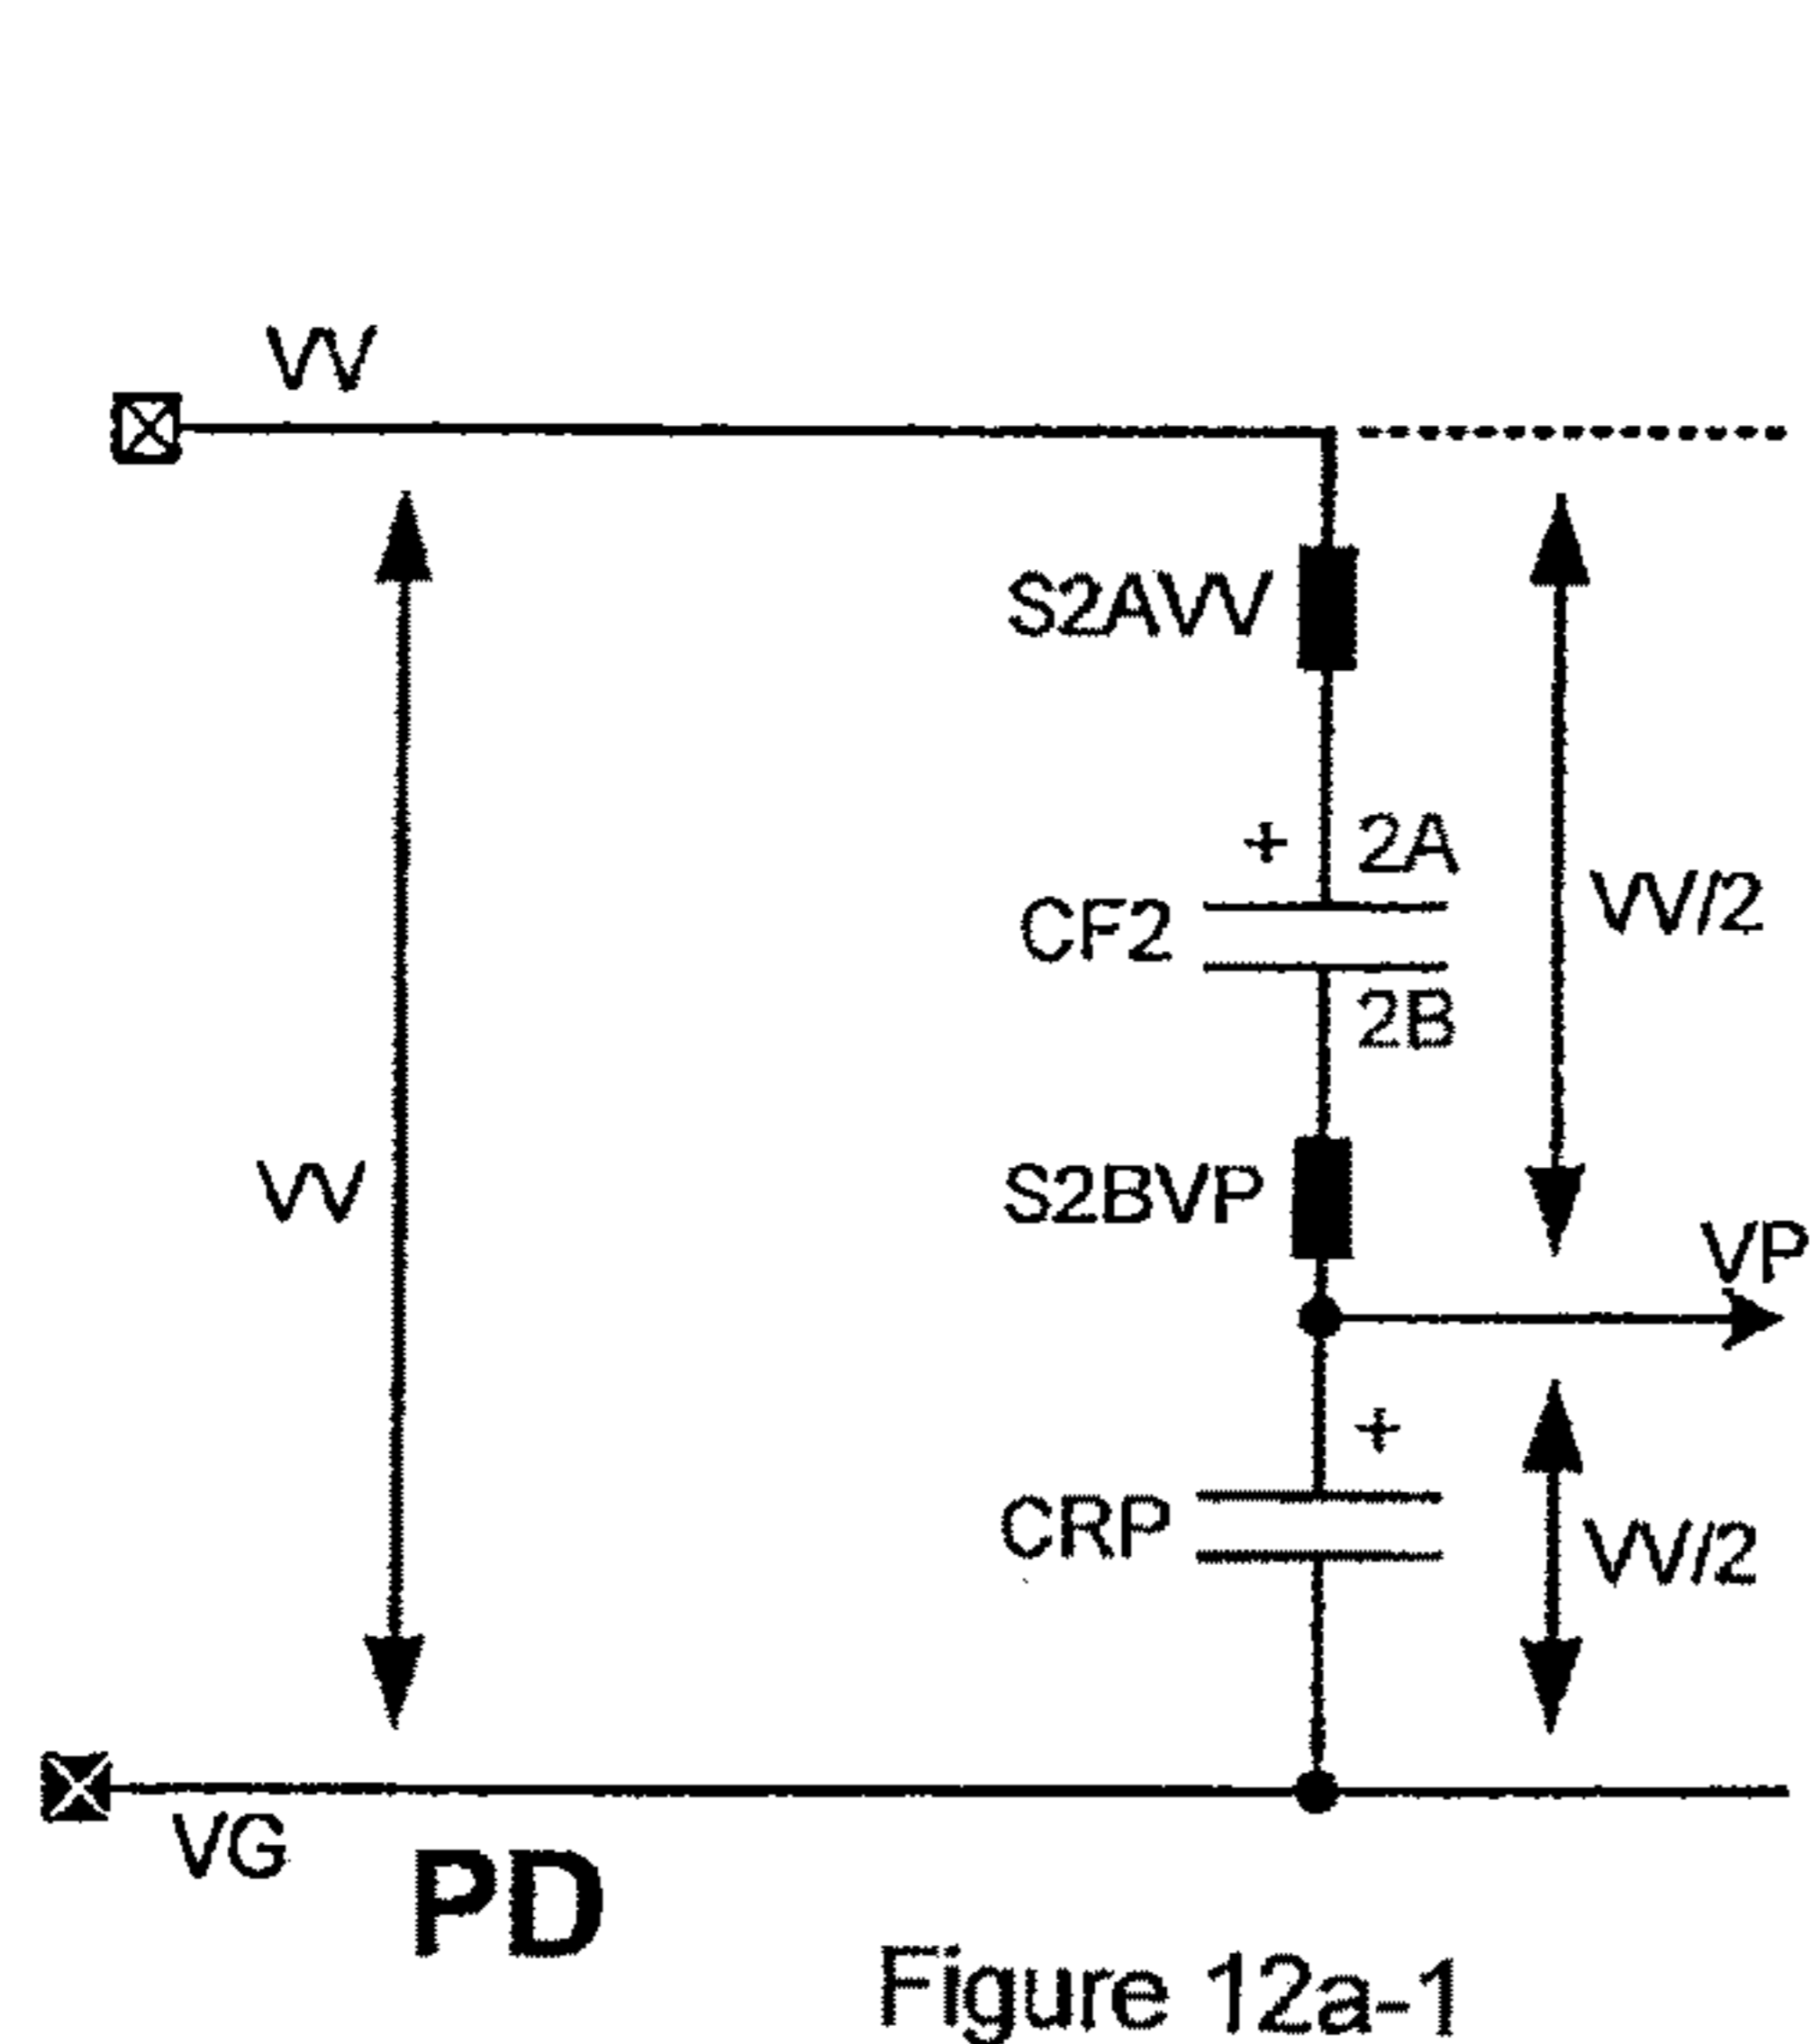 VV
S2AVV
+ 2A
CF2
VV/2
2B
VV
S2BVP
VP
+
CRP
VV/2
VG
PD
Figure 12a-1